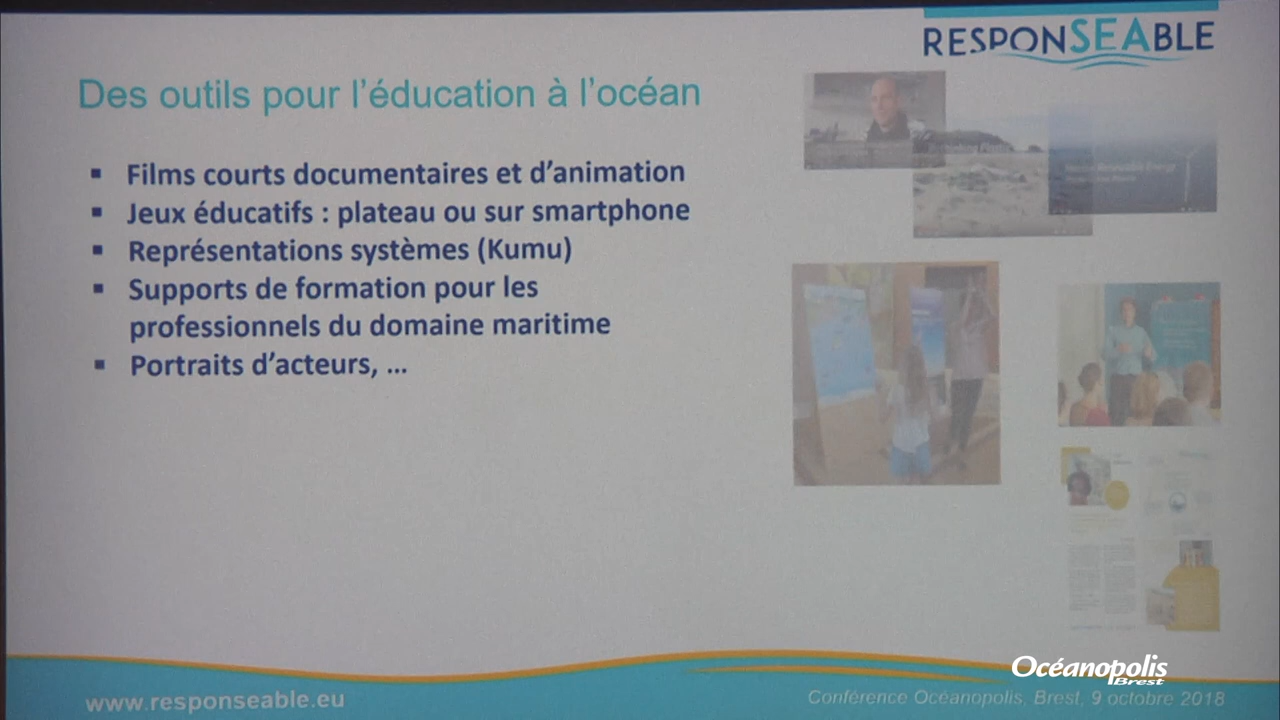 RESPONSEABLE
Des outils pour l'éducation à l'océan
▪ Films courts documentaires et d'animation
▪ Jeux éducatifs : plateau ou sur smartphone
▪ Représentations systèmes (Kumu)
▪ Supports de formation pour les
professionnels du domaine maritime
▪ Portraits d'acteurs, ...
Renewable Energy
Océanopolis
Brest
www.responseable.eu
Conférence Océanopolis, Brest, 9 octobre 2018